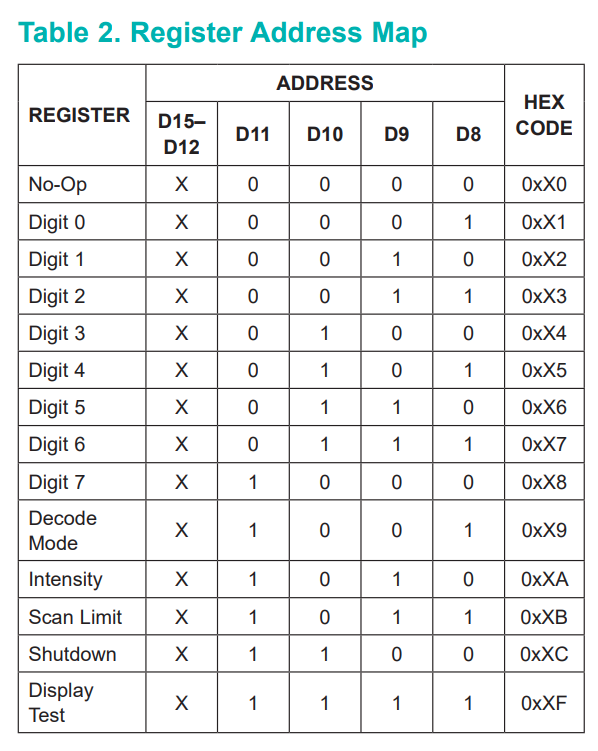 Table 2. Register Address Map
REGISTER ADDRESS HEX CODE
D15–D12 D11 D10 D9 D8
No-Op X 0 0 0 0 0xX0
Digit 0 X 0 0 0 1 0xX1
Digit 1 X 0 0 1 0 0xX2
Digit 2 X 0 0 1 1 0xX3
Digit 3 X 0 1 0 0 0xX4
Digit 4 X 0 1 0 1 0xX5
Digit 5 X 0 1 1 0 0xX6
Digit 6 X 0 1 1 1 0xX7
Digit 7 X 1 0 0 0 0xX8
Decode Mode X 1 0 0 1 0xX9
Intensity X 1 0 1 0 0xXA
Scan Limit X 1 0 1 1 0xXB
Shutdown X 1 1 0 0 0xXC
Display Test X 1 1 1 1 0xXF